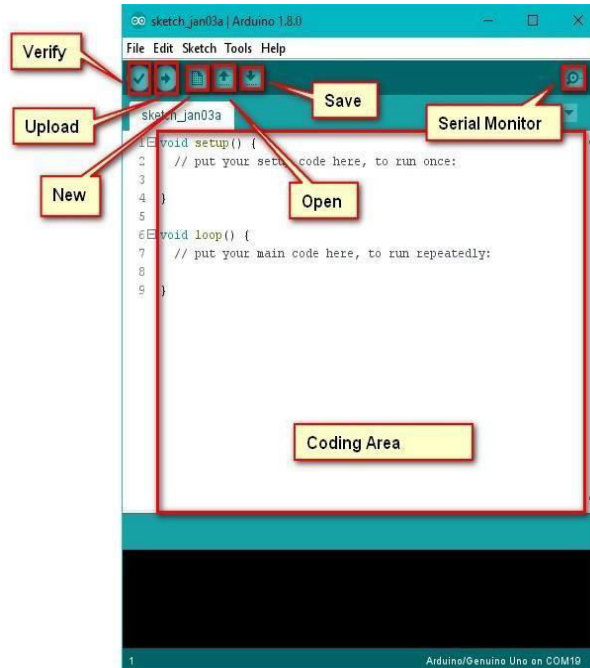 sketch_jan03a | Arduino 1.8.0
File Edit Sketch Tools Help
Verify
Upload
New
Save
Open
Serial Monitor
sketch_jan03a
1 void setup() {
2 // put your setup code here, to run once:
3
4 }
5
6 void loop() {
7 // put your main code here, to run repeatedly:
8
9 }
Coding Area
1
Arduino/Genuino Uno on COM19